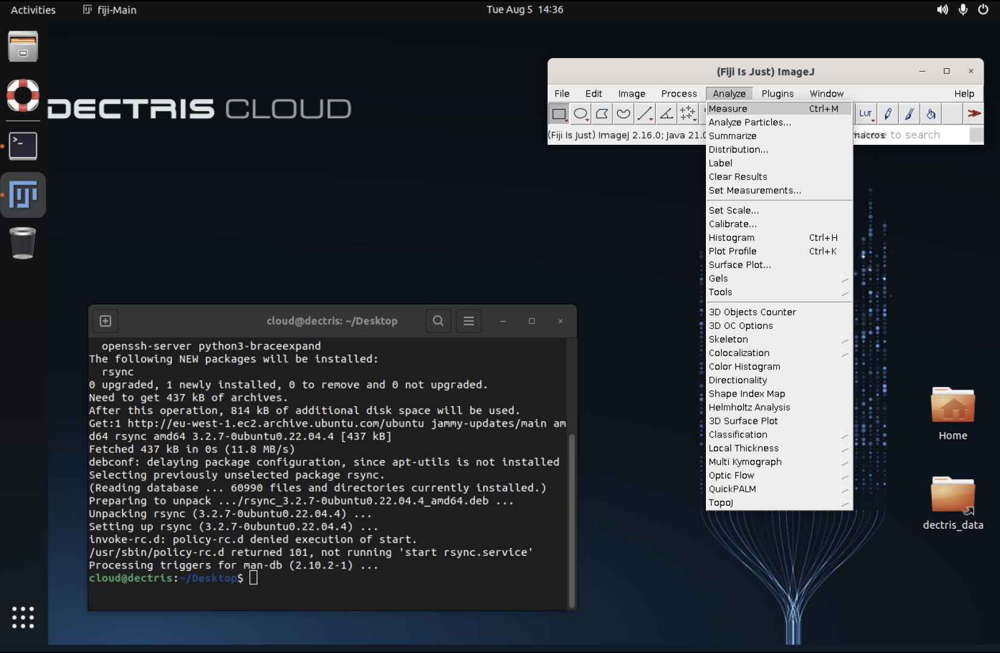 Activities
fiji-Main
Tue Aug 5 14:36
DECTRIS CLOUD
(Fiji Is Just) ImageJ
File Edit Image Process Analyze Plugins Window Help
Lur
(Fiji Is Just) ImageJ 2.16.0; Java 21.0
macros
here to search
Measure Ctrl+M
Analyze Particles...
Summarize
Distribution...
Label
Clear Results
Set Measurements...
Set Scale...
Calibrate...
Histogram Ctrl+H
Plot Profile Ctrl+K
Surface Plot...
Gels
Tools
3D Objects Counter
3D OC Options
Skeleton
Colocalization
Color Histogram
Directionality
Shape Index Map
Helmholtz Analysis
3D Surface Plot
Classification
Local Thickness
Multi Kymograph
Optic Flow
QuickPALM
TopoJ
cloud@dectris: ~/Desktop
openssh-server python3-braceexpand
The following NEW packages will be installed:
rsync
0 upgraded, 1 newly installed, 0 to remove and 0 not upgraded.
Need to get 437 kB of archives.
After this operation, 814 kB of additional disk space will be used.
Get:1 http://eu-west-1.ec2.archive.ubuntu.com/ubuntu jammy-updates/main am
d64 rsync amd64 3.2.7-0ubuntu0.22.04.4 [437 kB]
Fetched 437 kB in 0s (11.8 MB/s)
debconf: delaying package configuration, since apt-utils is not installed
Selecting previously unselected package rsync.
(Reading database ... 60990 files and directories currently installed.)
Preparing to unpack .../rsync_3.2.7-0ubuntu0.22.04.4_amd64.deb ...
Unpacking rsync (3.2.7-0ubuntu0.22.04.4) ...
Setting up rsync (3.2.7-0ubuntu0.22.04.4) ...
invoke-rc.d: policy-rc.d denied execution of start.
/usr/sbin/policy-rc.d returned 101, not running 'start rsync.service'
Processing triggers for man-db (2.10.2-1) ...
cloud@dectris:~/Desktop$
Home
dectris_data